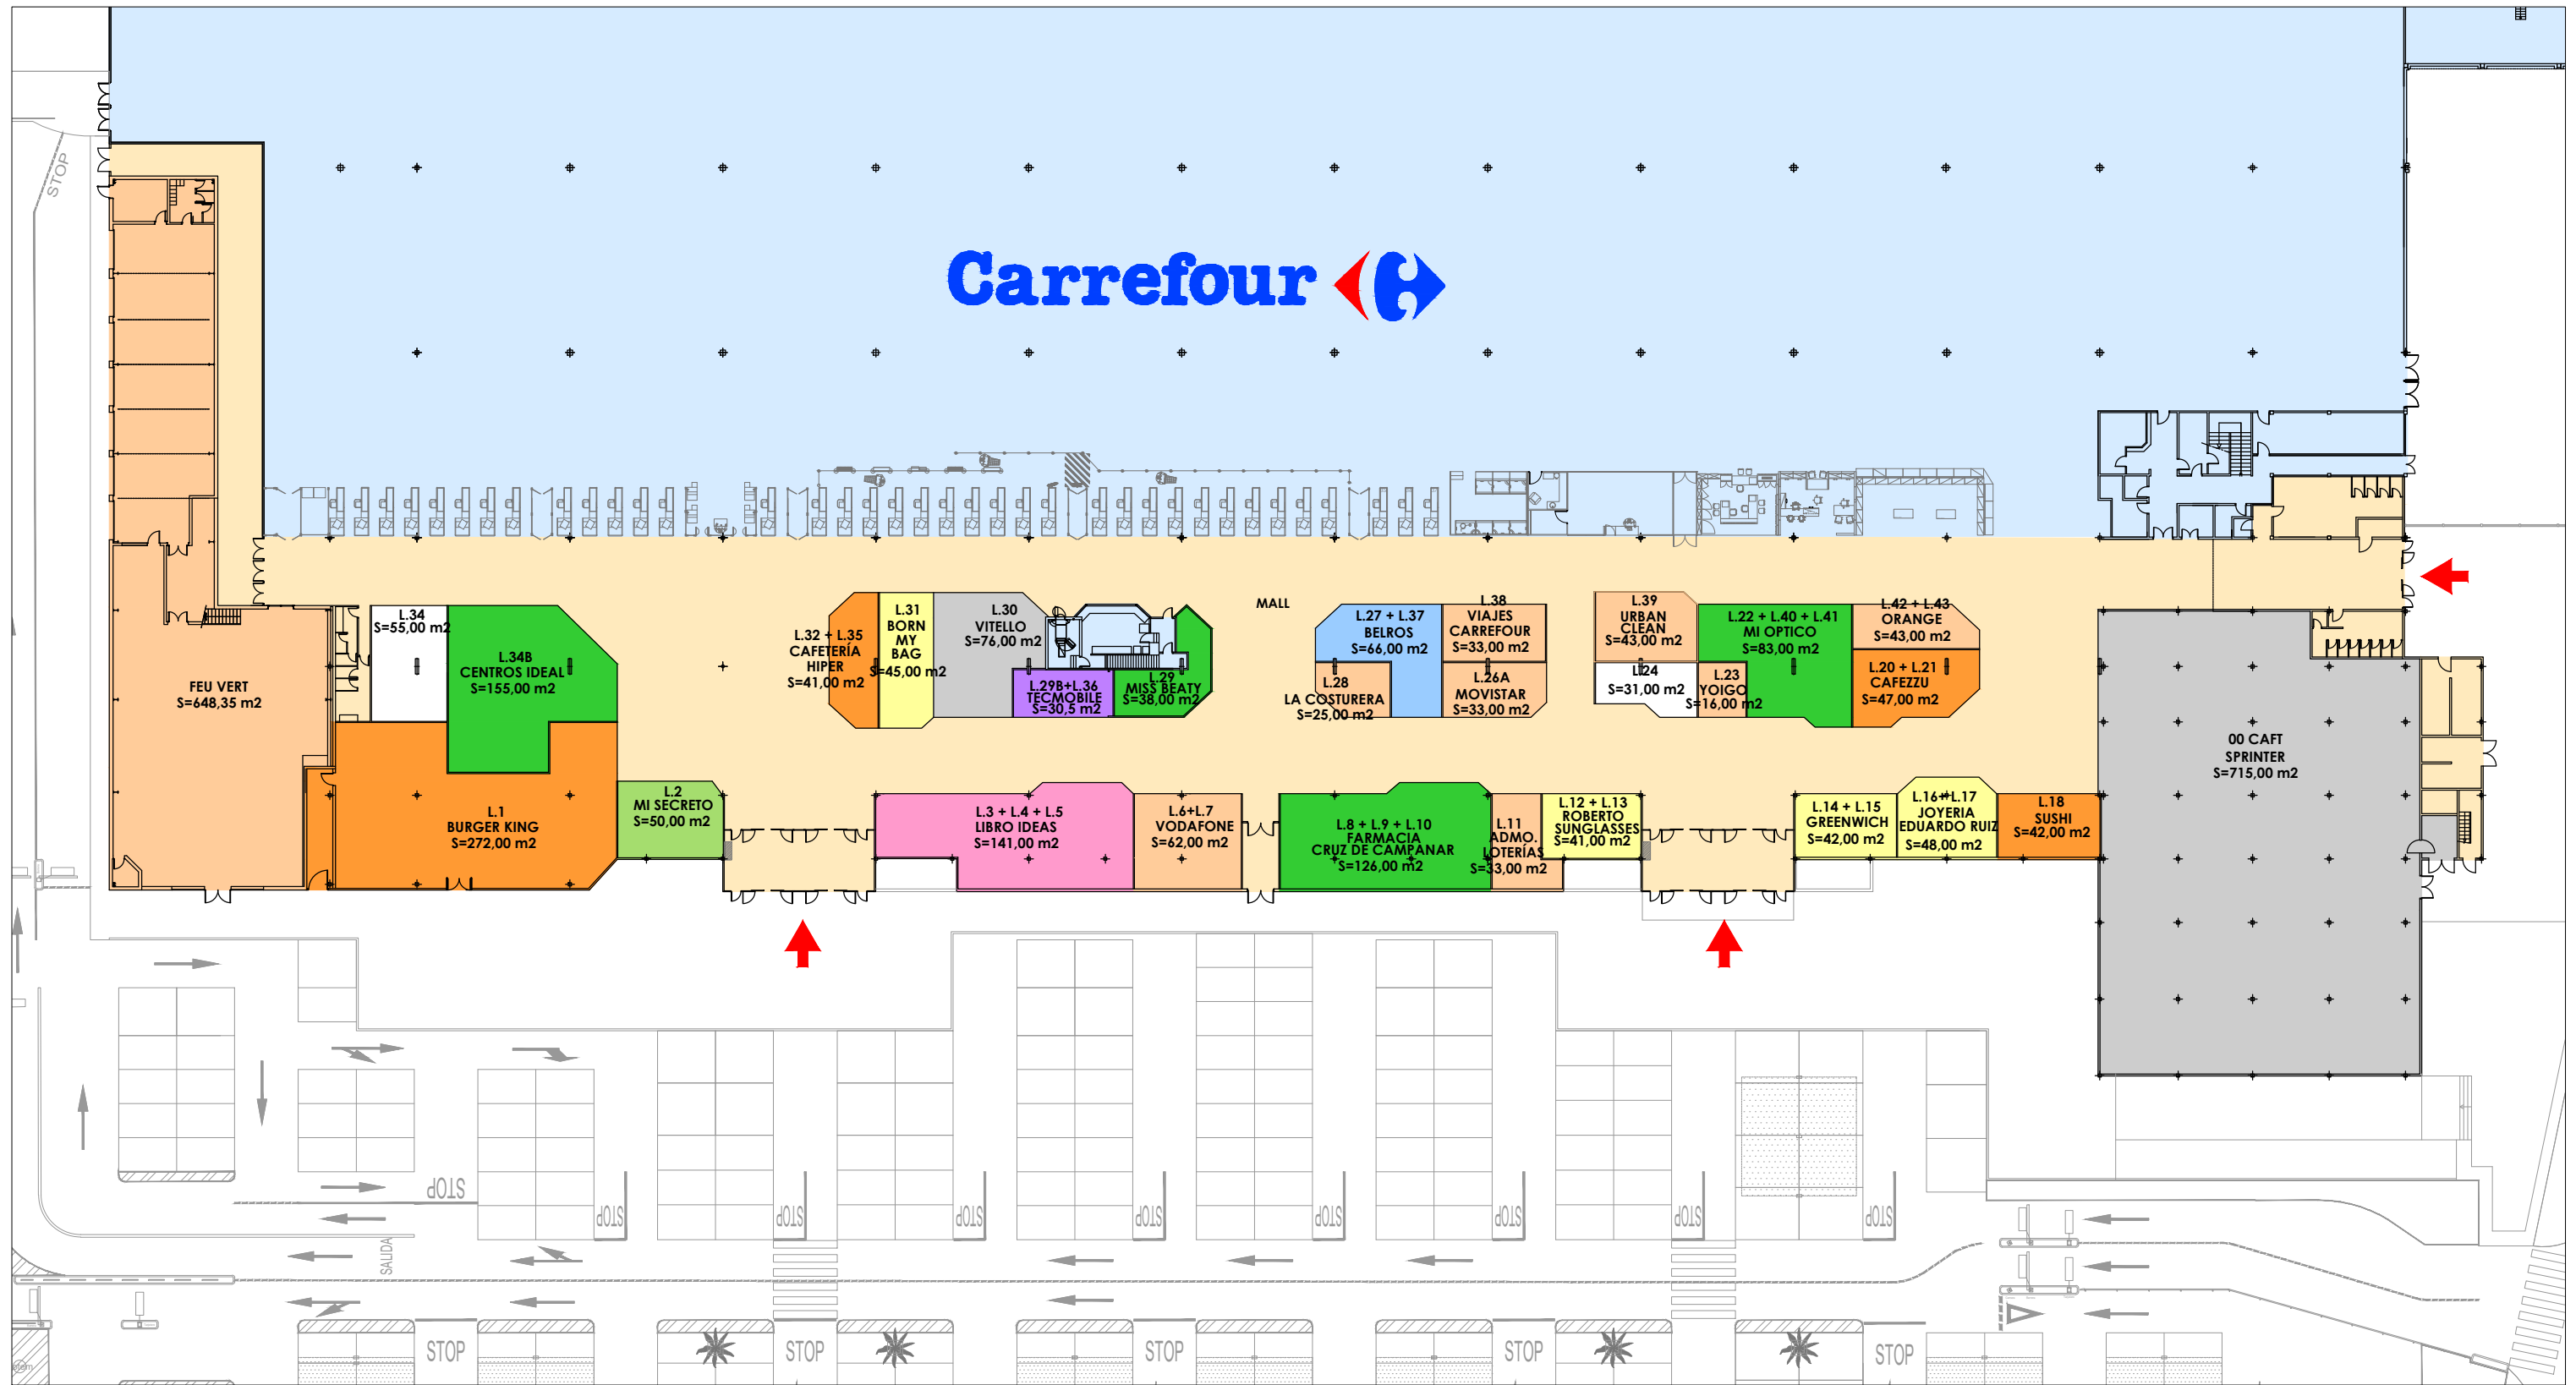 STOP
Carrefour
MALL
FEU VERT
S=648,35 m2
L.34
S=55,00 m2
L.34B
CENTROS IDEAL
S=155,00 m2
L.1
BURGER KING
S=272,00 m2
L.2
MI SECRETO
S=50,00 m2
L.32 + L.35
CAFETERÍA
HIPER
S=41,00 m2
L.31
BORN
MY
BAG
S=45,00 m2
L.30
VITELLO
S=76,00 m2
L.29B+L.36
TECMOBILE
S=30,5 m2
L.29
MISS BEATY
S=38,00 m2
L.27 + L.37
BELROS
S=66,00 m2
L.28
LA COSTURERA
S=25,00 m2
L.38
VIAJES
CARREFOUR
S=33,00 m2
L.26A
MOVISTAR
S=33,00 m2
L.39
URBAN
CLEAN
S=43,00 m2
L.24
S=31,00 m2
L.23
YOIGO
S=16,00 m2
L.22 + L.40 + L.41
MI OPTICO
S=83,00 m2
L.42 + L.43
ORANGE
S=43,00 m2
L.20 + L.21
CAFEZZU
S=47,00 m2
00 CAFT
SPRINTER
S=715,00 m2
L.3 + L.4 + L.5
LIBRO IDEAS
S=141,00 m2
L.6+L.7
VODAFONE
S=62,00 m2
L.8 + L.9 + L.10
FARMACIA
CRUZ DE CAMPANAR
S=126,00 m2
L.11
ADMO.
LOTERÍAS
S=33,00 m2
L.12 + L.13
ROBERTO
SUNGLASSES
S=41,00 m2
L.14 + L.15
GREENWICH
S=42,00 m2
L.16+L.17
JOYERIA
EDUARDO RUIZ
S=48,00 m2
L.18
SUSHI
S=42,00 m2
STOP
STOP
STOP
STOP
STOP
STOP
STOP
STOP
STOP
SALIDA
STOP
STOP
STOP
STOP
STOP